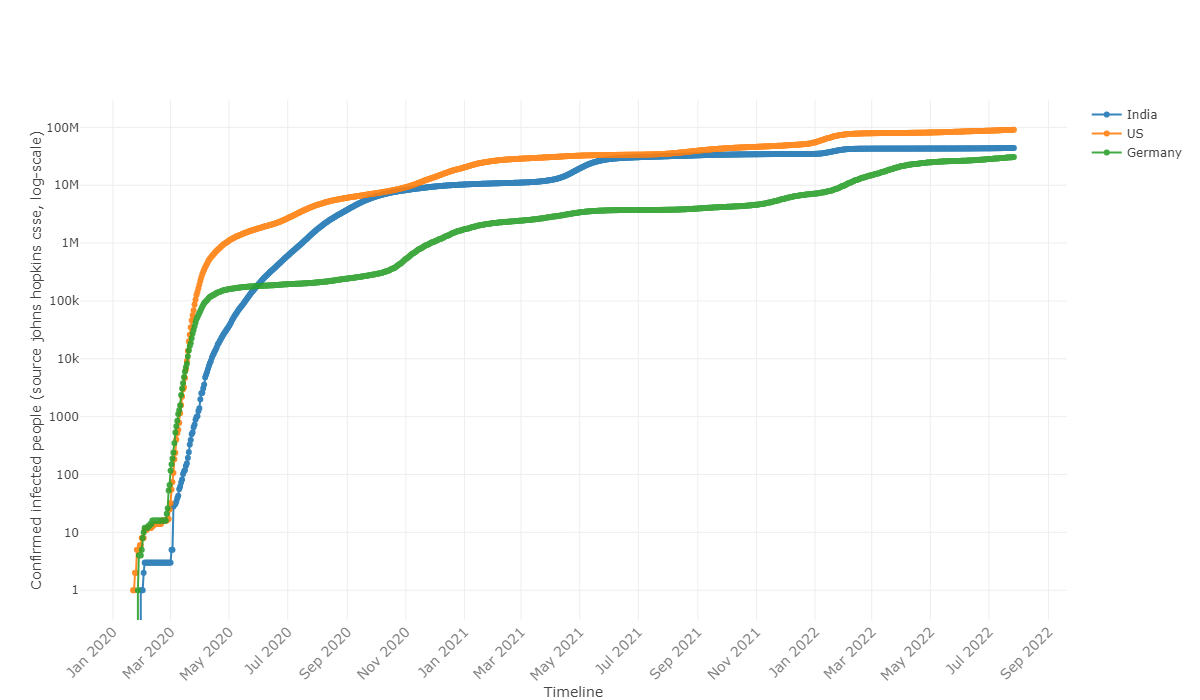 Confirmed infected people (source johns hopkins csse, log-scale)
100M
10M
1M
100k
10k
1000
100
10
1
Jan 2020
Mar 2020
May 2020
Jul 2020
Sep 2020
Nov 2020
Jan 2021
Mar 2021
May 2021
Jul 2021
Sep 2021
Nov 2021
Jan 2022
Mar 2022
May 2022
Jul 2022
Sep 2022
Timeline
India
US
Germany